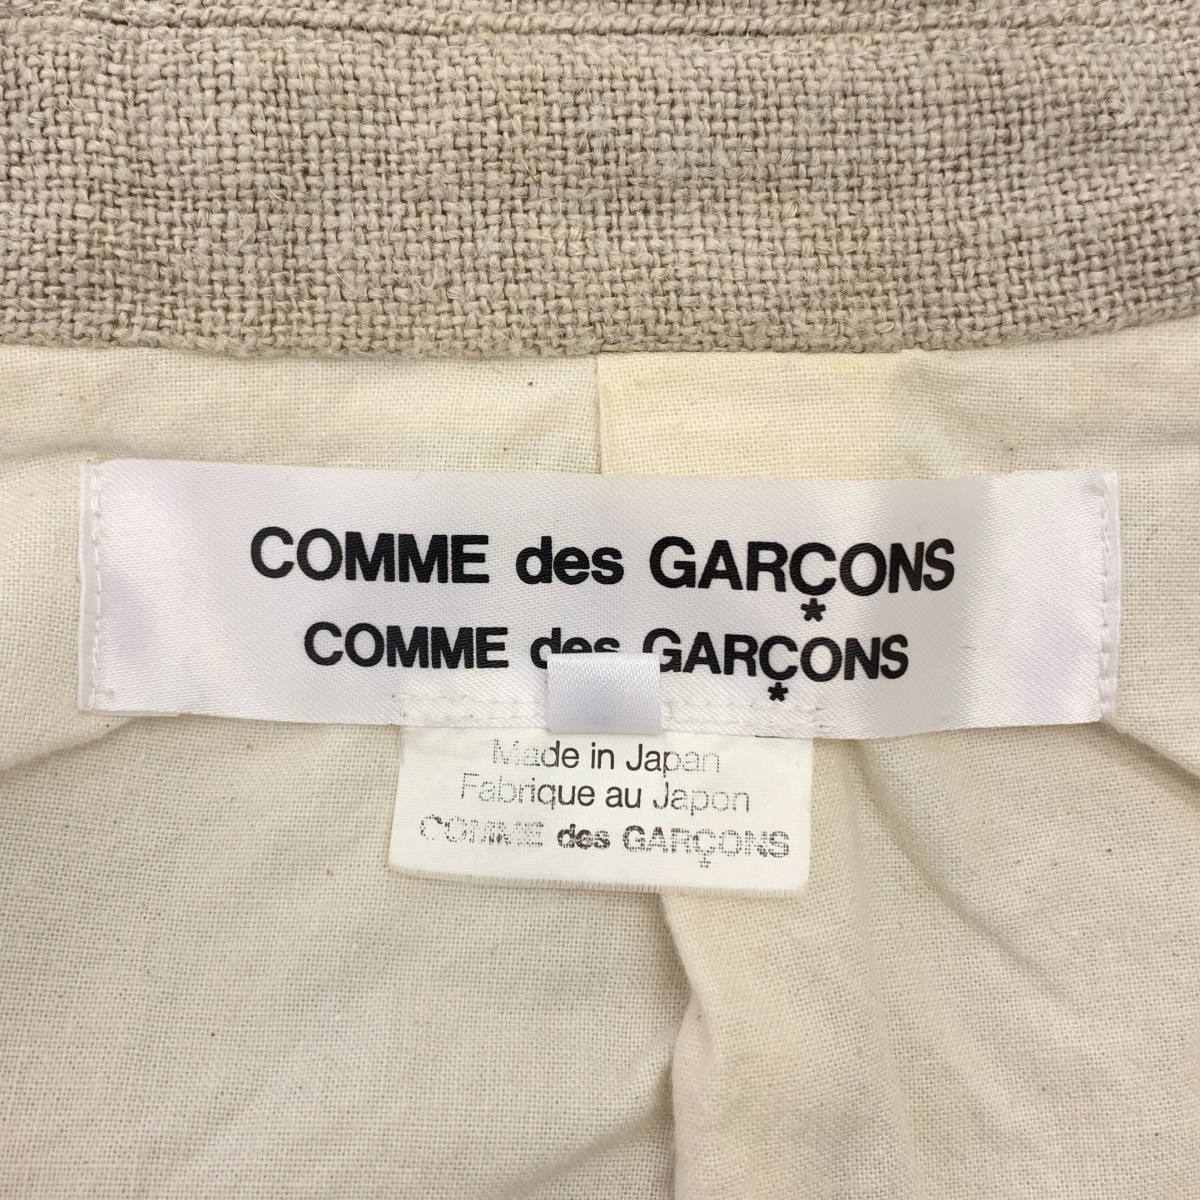 COMME des GARÇONS
COMME des GARÇONS
Made in Japan
Fabrique au Japon
COMME des GARÇONS